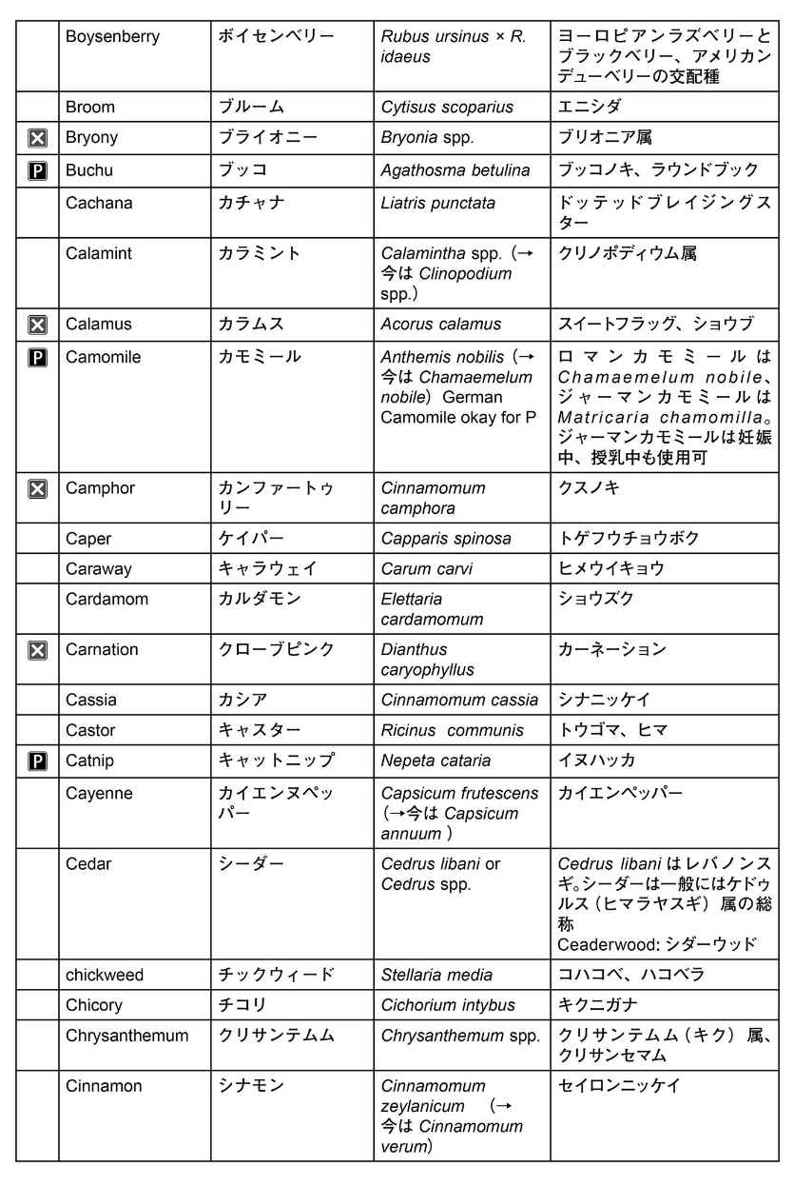 Boysenberry ボイセンベリー Rubus ursinus × R. ヨーロピアンラズベリーと
idaeus ブラックベリー、アメリカン
デューベリーの交配種
Broom ブルーム Cytisus scoparius エニシダ
☒ Bryony ブライオニー Bryonia spp. ブリオニア属
P Buchu ブッコ Agathosma betulina ブッコノキ、ラウンドブック
Cachana カチャナ Liatris punctata ドッテッドブレイジングス
ター
Calamint カラミント Calamintha spp.（→ クリノポディウム属
今は Clinopodium
spp.）
☒ Calamus カラムス Acorus calamus スイートフラッグ、ショウブ
P Camomile カモミール Anthemis nobilis（→ ロマンカモミールは
今は Chamaemelum Chamaemelum nobile、
nobile）German ジャーマンカモミールは
Camomile okay for P Matricaria chamomilla。
ジャーマンカモミールは妊娠
中、授乳中も使用可
☒ Camphor カンファートゥ Cinnamomum クスノキ
リー camphora
Caper ケイパー Capparis spinosa トゲフウチョウボク
Caraway キャラウェイ Carum carvi ヒメウイキョウ
Cardamom カルダモン Elettaria ショウズク
cardamomum
☒ Carnation クローブピンク Dianthus カーネーション
caryophyllus
Cassia カシア Cinnamomum cassia シナニッケイ
Castor キャスター Ricinus communis トウゴマ、ヒマ
P Catnip キャットニップ Nepeta cataria イヌハッカ
Cayenne カイエンヌペッ Capsicum frutescens カイエンペッパー
パー （→今は Capsicum
annuum ）
Cedar シーダー Cedrus libani or Cedrus libani はレバノンス
Cedrus spp. ギ。シーダーは一般にはケドゥ
ルス（ヒマラヤスギ）属の総
称
Ceaderwood: シダーウッド
chickweed チックウィード Stellaria media コハコベ、ハコベラ
Chicory チコリ Cichorium intybus キクニガナ
Chrysanthemum クリサンテムム Chrysanthemum spp. クリサンテムム（キク）属、
クリサンセマム
Cinnamon シナモン Cinnamomum セイロンニッケイ
zeylanicum （→
今は Cinnamomum
verum）